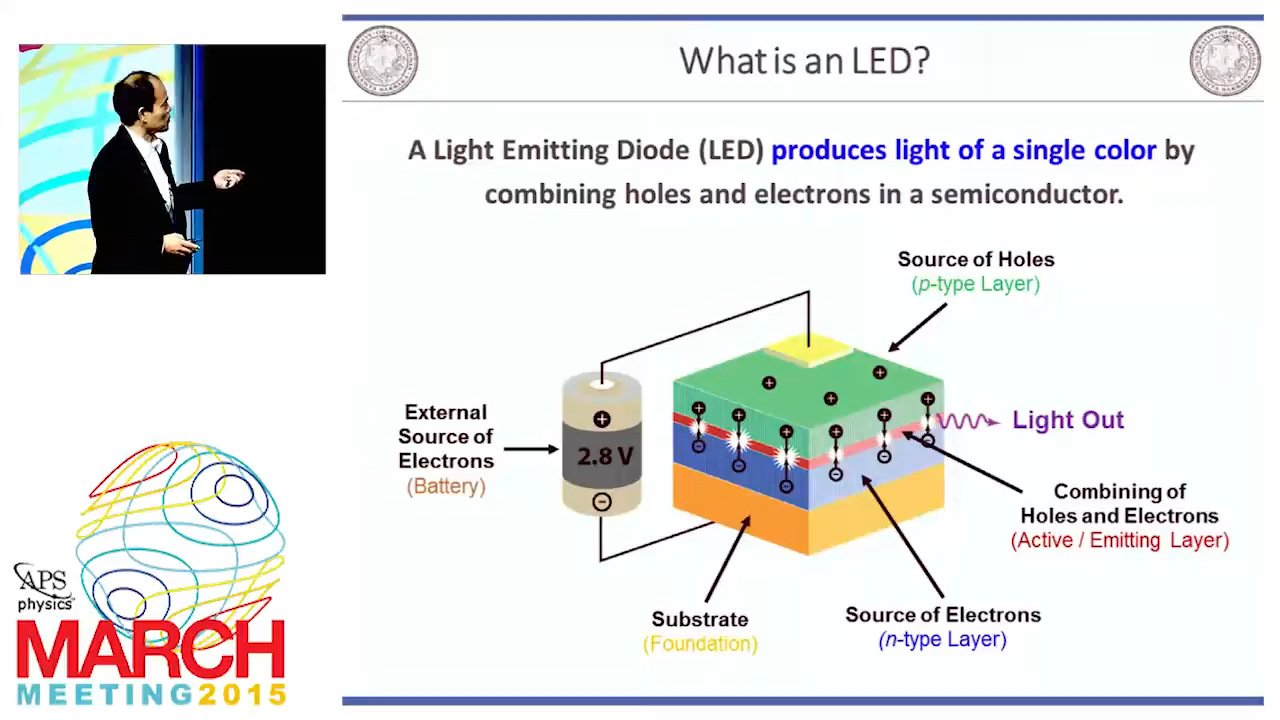 What is an LED?
A Light Emitting Diode (LED) produces light of a single color by
combining holes and electrons in a semiconductor.
Source of Holes
(p-type Layer)
External
Source of
Electrons
(Battery)
+
2.8 V
−
Light Out
Combining of
Holes and Electrons
(Active / Emitting Layer)
Substrate
(Foundation)
Source of Electrons
(n-type Layer)
APS
physics™
MARCH
MEETING2015